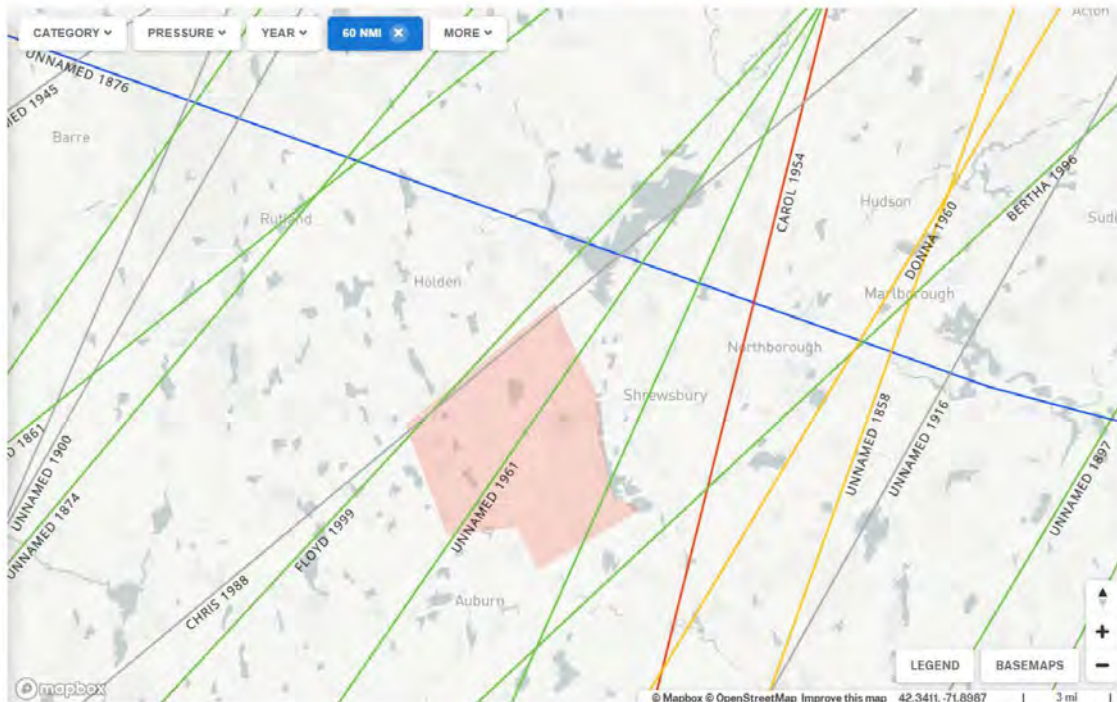 CATEGORY
PRESSURE
YEAR
60 NMI
MORE
Acton
UNNAMED 1876
MED 1945
Barre
CAROL 1954
BERTHA 1996
Hudson
Rutland
Sudi
DONNA 1960
Holden
Marlborough
Northborough
Shrewsbury
D 1861
UNNAMED 1900
UNNAMED 1858
UNNAMED 1916
UNNAMED 1961
UNNAMED 1897
UNNAMED 1874
FLOYD 1999
CHRIS 1988
Auburn
LEGEND
BASEMAPS
mapbox
© Mapbox © OpenStreetMap Improve this map 42.3411, -71.8987 3 mi